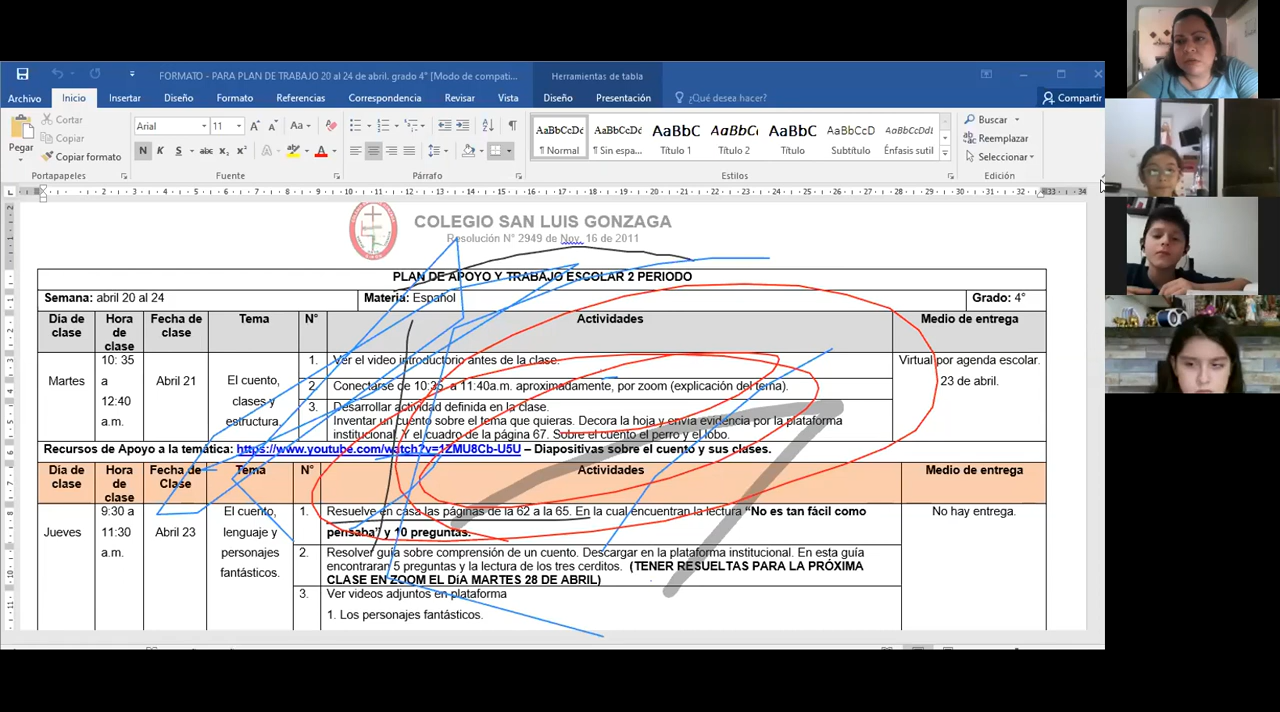 FORMATO - PARA PLAN DE TRABAJO 20 al 24 de abril. grado 4° [Modo de compati...
Herramientas de tabla
Archivo Inicio Insertar Diseño Formato Referencias Correspondencia Revisar Vista Diseño Presentación ¿Qué desea hacer? Compartir
Pegar
Cortar
Copiar
Copiar formato
Portapapeles
Arial 11
Fuente
Párrafo
AaBbCcDc AaBbCcDc AaBbC AaBbCc AaBbC AaBbCcD AaBbCcDc
¶ Normal ¶ Sin espa... Título 1 Título 2 Título Subtítulo Énfasis sutil
Estilos
Buscar
Reemplazar
Seleccionar
Edición
COLEGIO SAN LUIS GONZAGA
Resolución N° 2949 de Nov. 16 de 2011
PLAN DE APOYO Y TRABAJO ESCOLAR 2 PERIODO
Semana: abril 20 al 24 Materia: Español Grado: 4°
Día de clase Hora de clase Fecha de clase Tema N° Actividades Medio de entrega
Martes
10: 35 a 12:40 a.m.
Abril 21
El cuento, clases y estructura.
1. Ver el video introductorio antes de la clase.
2. Conectarse de 10:35 a 11:40a.m. aproximadamente, por zoom (explicación del tema).
3. Desarrollar actividad definida en la clase.
Inventar un cuento sobre el tema que quieras. Decora la hoja y envia evidencia por la plataforma
institucional. Y el cuadro de la página 67. Sobre el cuento el perro y el lobo.
Virtual por agenda escolar.
23 de abril.
Recursos de Apoyo a la temática: https://www.youtube.com/watch?v=1ZMU8Cb-U5U – Diapositivas sobre el cuento y sus clases.
Día de clase Hora de clase Fecha de Clase Tema N° Actividades Medio de entrega
Jueves
9:30 a 11:30 a.m.
Abril 23
El cuento, lenguaje y personajes fantásticos.
1. Resuelve en casa las páginas de la 62 a la 65. En la cual encuentran la lectura “No es tan fácil como
pensaba” y 10 preguntas.
2. Resolver guía sobre comprensión de un cuento. Descargar en la plataforma institucional. En esta guía
encontraran 5 preguntas y la lectura de los tres cerditos. (TENER RESUELTAS PARA LA PRÓXIMA
CLASE EN ZOOM EL DíA MARTES 28 DE ABRIL)
3. Ver videos adjuntos en plataforma
1. Los personajes fantásticos.
No hay entrega.